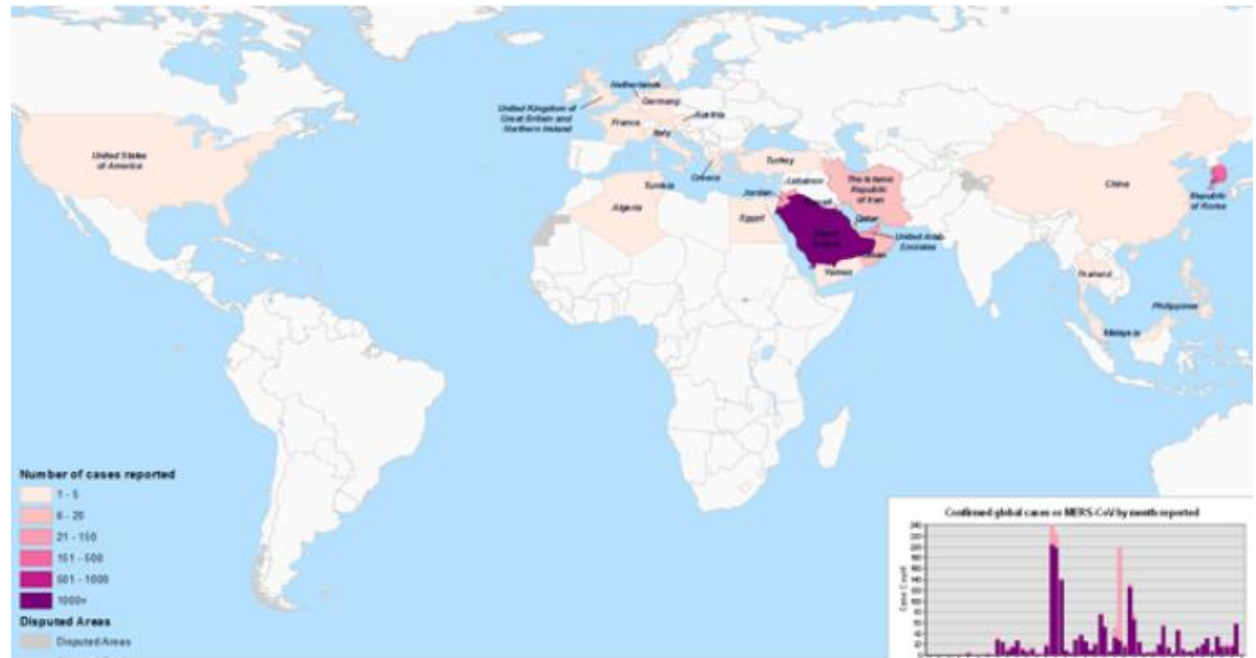 Netherlands
Germany
United Kingdom of
Great Britain and
Northern Ireland
Austria
France
Italy
United States
of America
Turkey
Greece
Tunisia
Lebanon
The Islamic
Republic
of Iran
China
Jordan
Algeria
Egypt
Qatar
Republic
of Korea
United Arab
Emirates
Yemen
Thailand
Philippines
Malaysia
Number of cases reported
1 - 5
6 - 20
21 - 150
151 - 500
501 - 1000
1000+
Disputed Areas
Disputed Areas
Confirmed global cases or MERS-CoV by month reported
Case Count